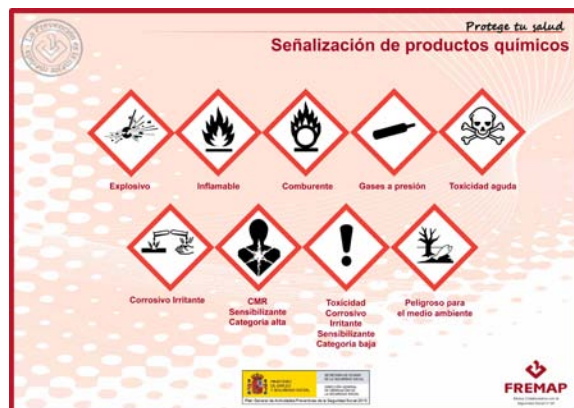 Protege tu salud
Señalización de productos químicos
Explosivo
Inflamable
Comburente
Gases a presión
Toxicidad aguda
Corrosivo Irritante
CMR
Sensibilizante
Categoría alta
Toxicidad
Corrosivo
Irritante
Sensibilizante
Categoría baja
Peligroso para
el medio ambiente
FREMAP